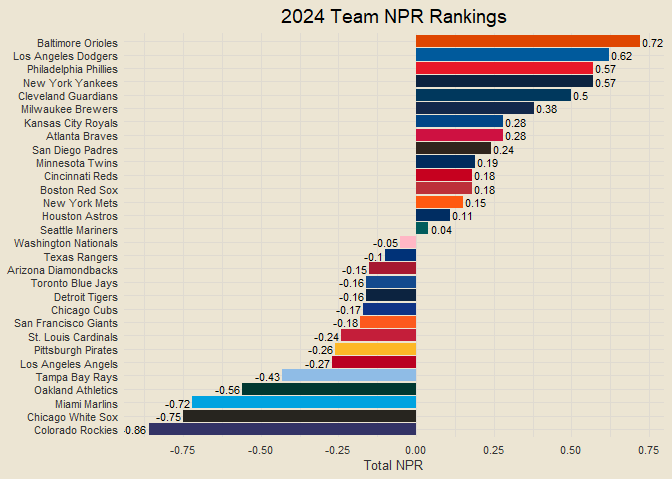 2024 Team NPR Rankings
Baltimore Orioles 0.72
Los Angeles Dodgers 0.62
Philadelphia Phillies 0.57
New York Yankees 0.57
Cleveland Guardians 0.5
Milwaukee Brewers 0.38
Kansas City Royals 0.28
Atlanta Braves 0.28
San Diego Padres 0.24
Minnesota Twins 0.19
Cincinnati Reds 0.18
Boston Red Sox 0.18
New York Mets 0.15
Houston Astros 0.11
Seattle Mariners 0.04
Washington Nationals -0.05
Texas Rangers -0.1
Arizona Diamondbacks -0.15
Toronto Blue Jays -0.16
Detroit Tigers -0.16
Chicago Cubs -0.17
San Francisco Giants -0.18
St. Louis Cardinals -0.24
Pittsburgh Pirates -0.26
Los Angeles Angels -0.27
Tampa Bay Rays -0.43
Oakland Athletics -0.56
Miami Marlins -0.72
Chicago White Sox -0.75
Colorado Rockies -0.86
-0.75 -0.50 -0.25 0.00 0.25 0.50 0.75
Total NPR